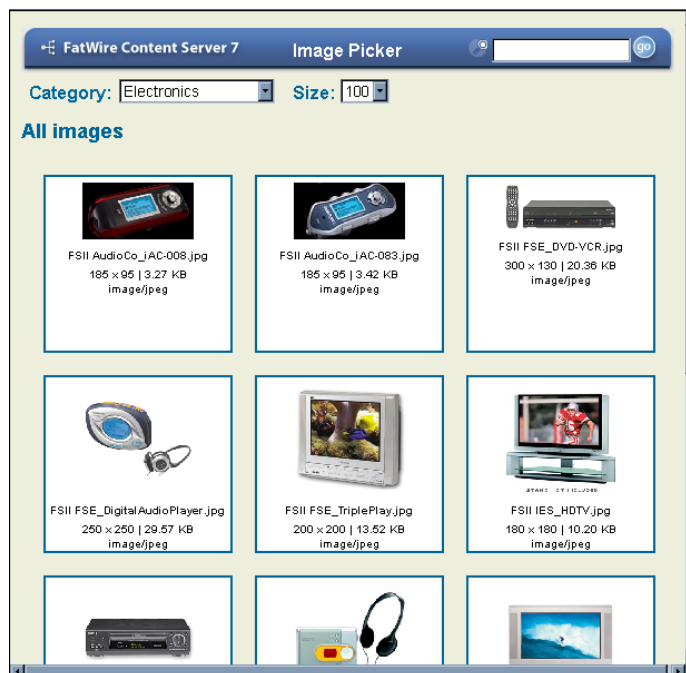 FatWire Content Server 7
Image Picker
go
Category: Electronics
Size: 100
All images
FSII AudioCo_iAC-008.jpg
185 x 95 | 3.27 KB
image/jpeg
FSII AudioCo_iAC-083.jpg
185 x 95 | 3.42 KB
image/jpeg
FSII FSE_DVD-VCR.jpg
300 x 130 | 20.36 KB
image/jpeg
FSII FSE_DigitalAudioPlayer.jpg
250 x 250 | 29.57 KB
image/jpeg
FSII FSE_TriplePlay.jpg
200 x 200 | 13.52 KB
image/jpeg
STAND NOT INCLUDED
FSII IES_HDTV.jpg
180 x 180 | 10.20 KB
image/jpeg